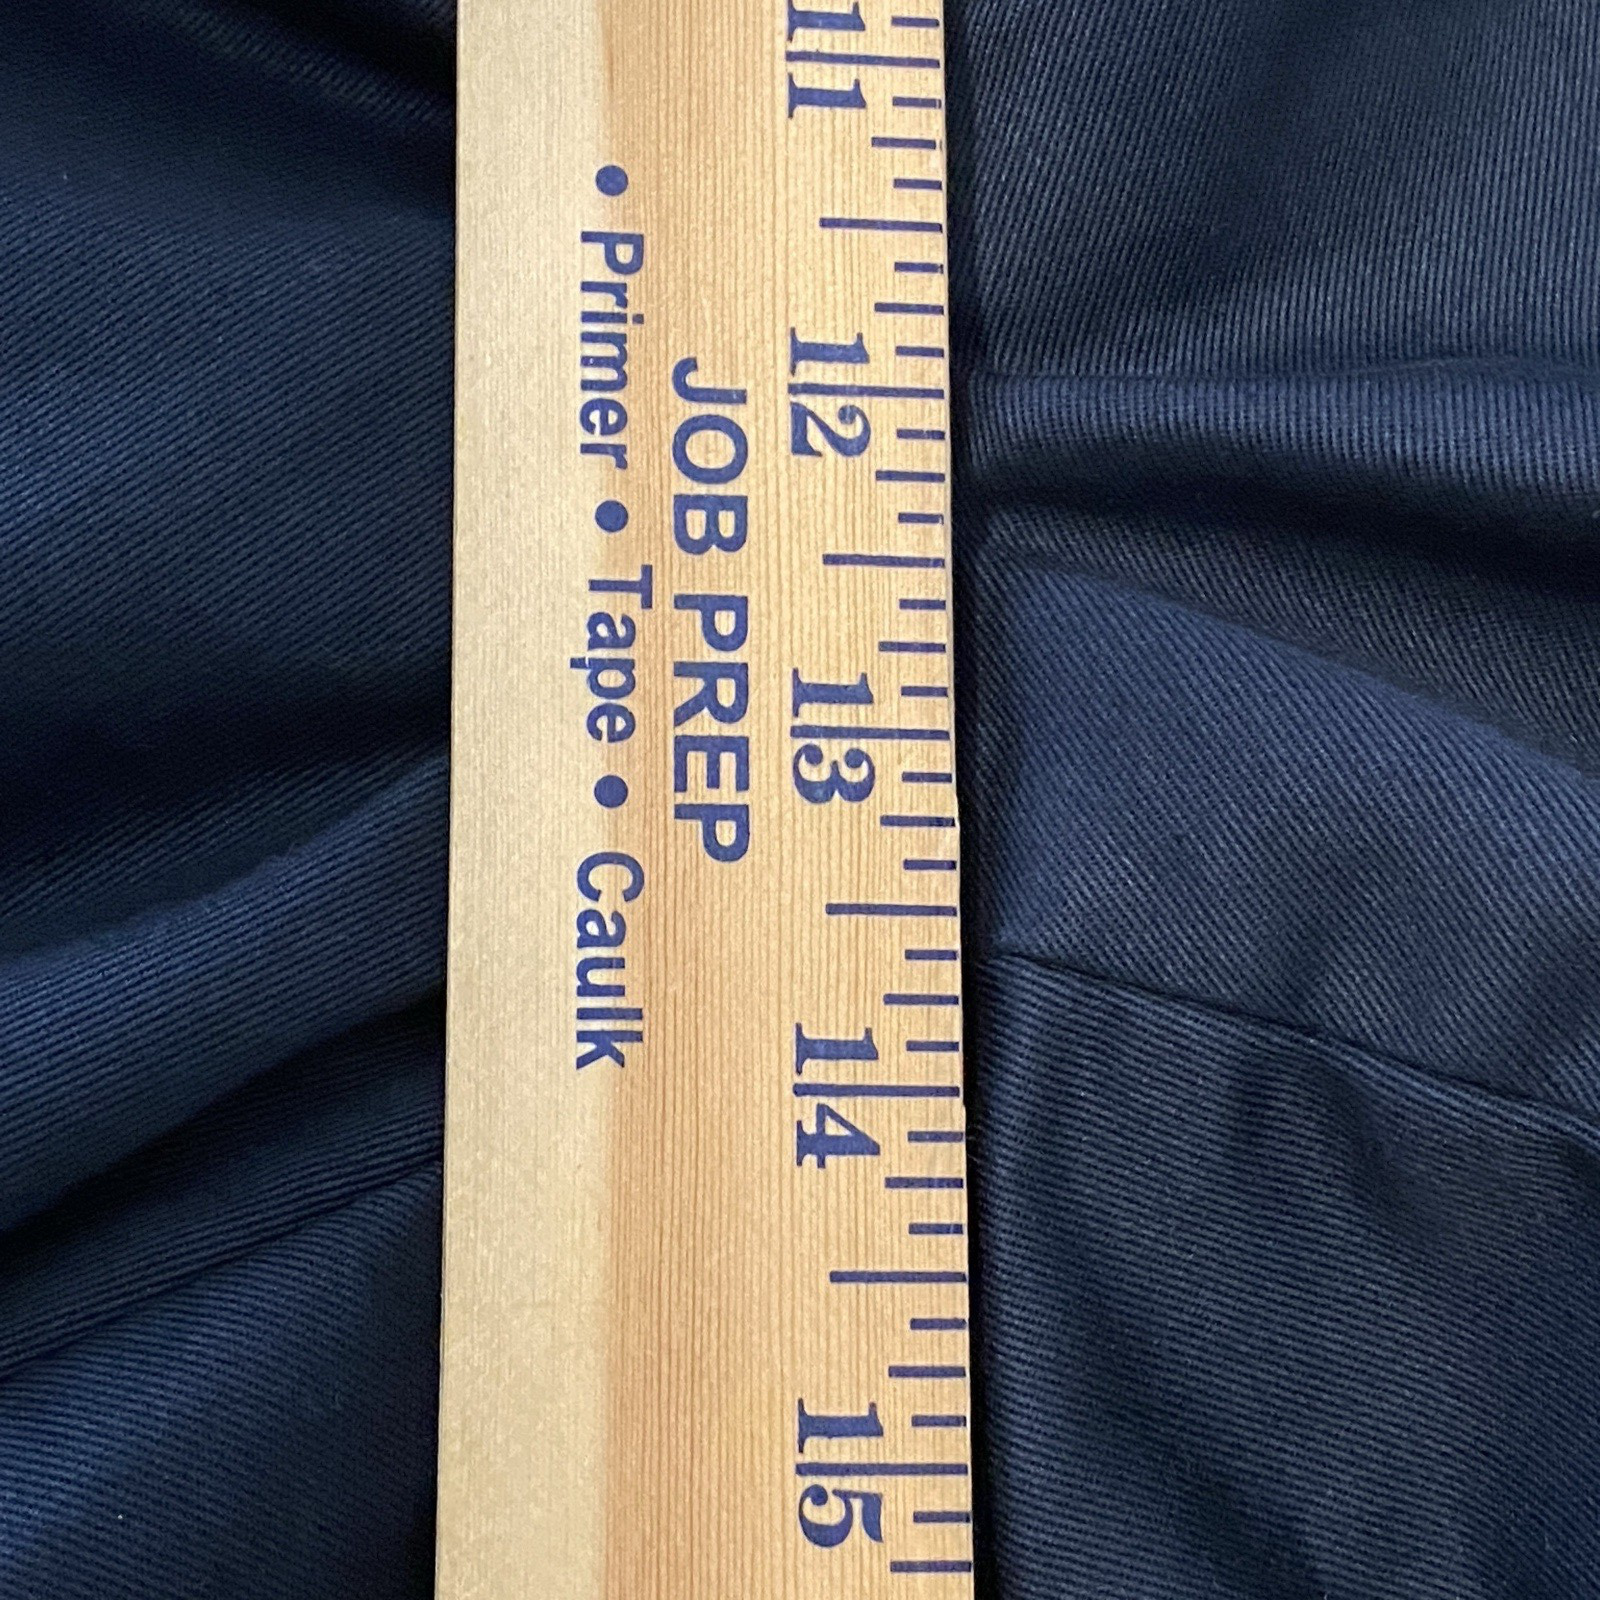 11 12 13 14 15
JOB PREP
• Primer • Tape • Caulk